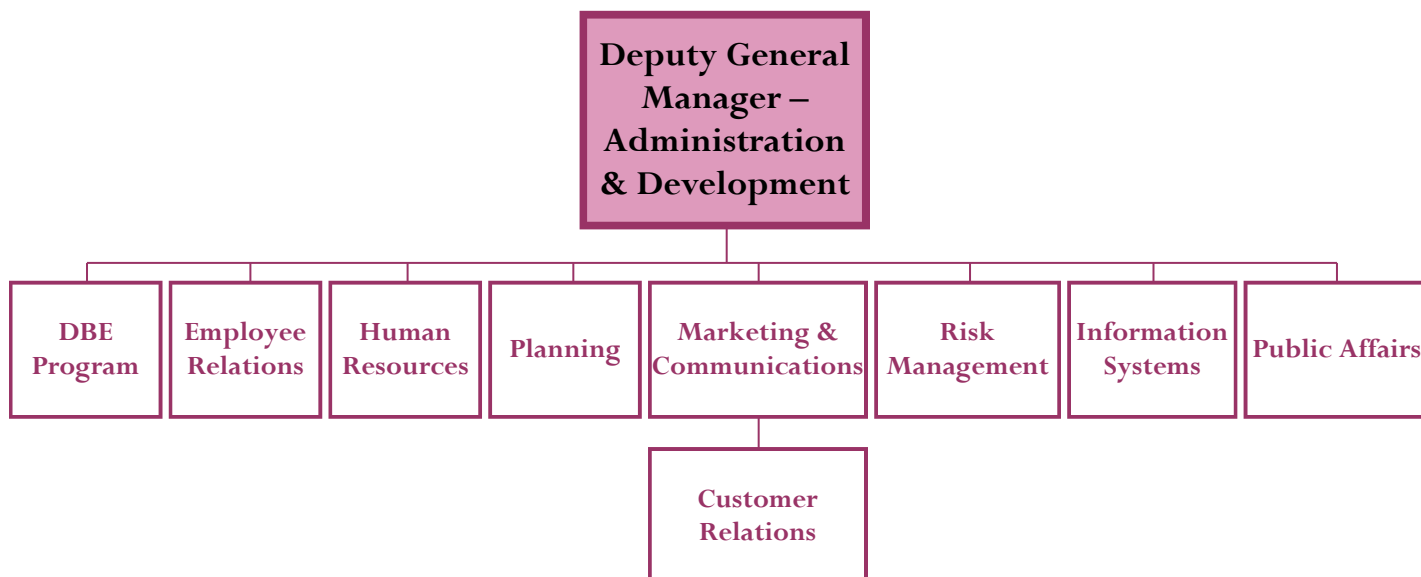 Deputy General
Manager –
Administration
& Development
DBE
Program
Employee
Relations
Human
Resources
Planning
Marketing &
Communications
Risk
Management
Information
Systems
Public Affairs
Customer
Relations